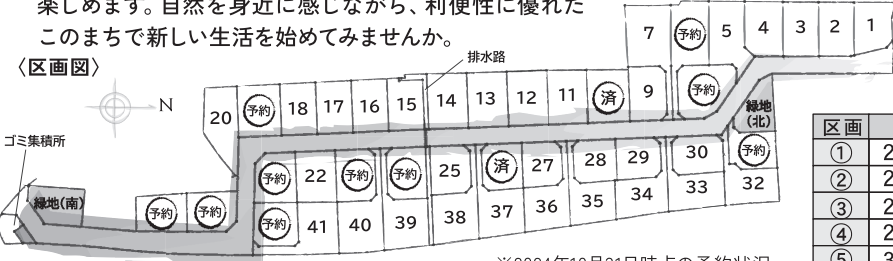 楽しめます。自然を身近に感じながら、利便性に優れた
このまちで新しい生活を始めてみませんか。
〈区画図〉
排水路
N
ゴミ集積所
7 予約 5 4 3 2 1
20 予約 18 17 16 15 14 13 12 11 済 9 予約
緑地
(北)
予約 22 予約 予約 25 済 27 28 29 30 予約
緑地(南)
予約 予約 予約 41 40 39 38 37 36 35 34 33 32
区画
① 2
② 2
③ 2
④ 2
⑤ 3